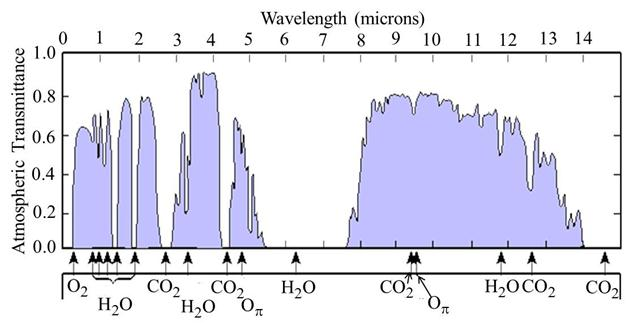 Wavelength (microns)
0 1 2 3 4 5 6 7 8 9 10 11 12 13 14
Atmospheric Transmittance
1.0
0.8
0.6
0.4
0.2
0.0
O₂ H₂O CO₂ H₂O CO₂ Oπ H₂O CO₂ Oπ H₂O CO₂ CO₂